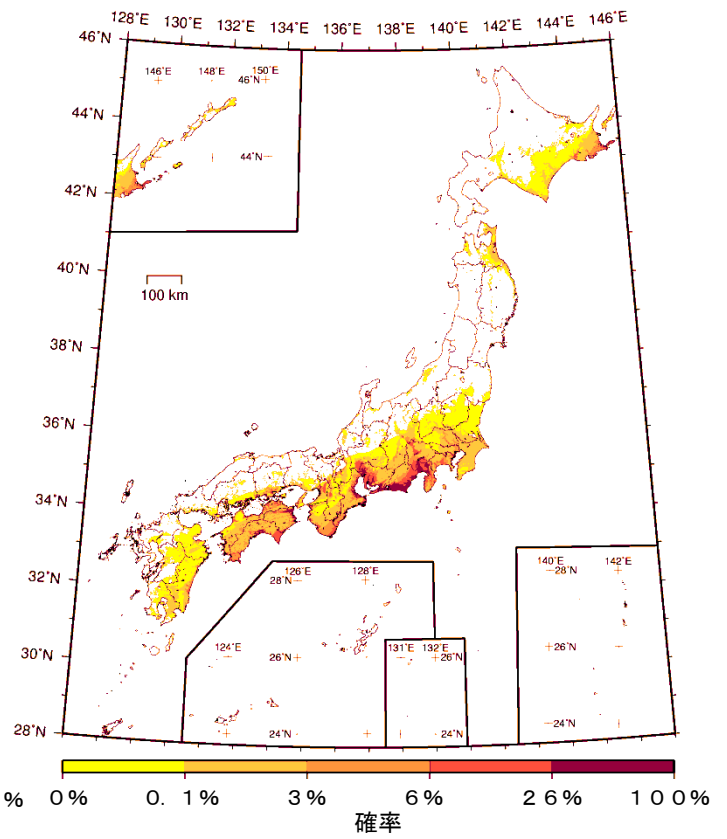 128°E 130°E 132°E 134°E 136°E 138°E 140°E 142°E 144°E 146°E
46°N
146°E 148°E 150°E
46°N
44°N
44°N
42°N
40°N
100 km
38°N
36°N
34°N
32°N
126°E 128°E
28°N
140°E 142°E
28°N
124°E
131°E 132°E
30°N
26°N
26°N
26°N
28°N
24°N
24°N
24°N
% 0% 0.1% 3% 6% 26% 100%
確率